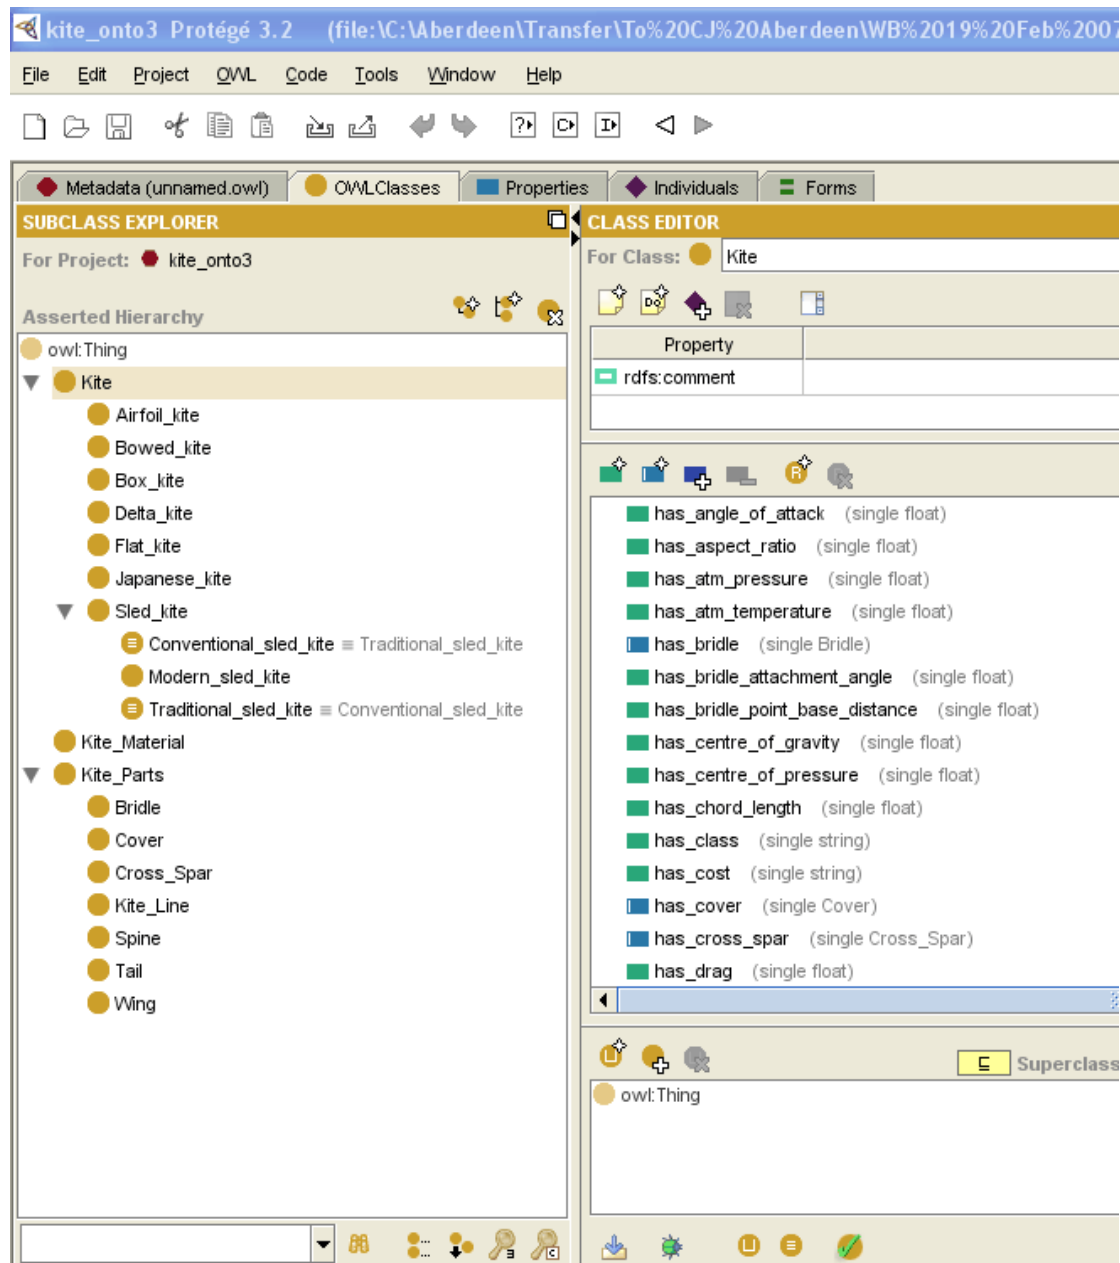 kite_onto3 Protégé 3.2 (file:\C:\Aberdeen\Transfer\To%20CJ%20Aberdeen\WB%2019%20Feb%2007
File Edit Project OWL Code Tools Window Help
Metadata (unnamed.owl) OWLClasses Properties Individuals Forms
SUBCLASS EXPLORER
For Project: kite_onto3
Asserted Hierarchy
owl:Thing
Kite
Airfoil_kite
Bowed_kite
Box_kite
Delta_kite
Flat_kite
Japanese_kite
Sled_kite
Conventional_sled_kite ≡ Traditional_sled_kite
Modern_sled_kite
Traditional_sled_kite ≡ Conventional_sled_kite
Kite_Material
Kite_Parts
Bridle
Cover
Cross_Spar
Kite_Line
Spine
Tail
Wing
CLASS EDITOR
For Class: Kite
Property
rdfs:comment
has_angle_of_attack (single float)
has_aspect_ratio (single float)
has_atm_pressure (single float)
has_atm_temperature (single float)
has_bridle (single Bridle)
has_bridle_attachment_angle (single float)
has_bridle_point_base_distance (single float)
has_centre_of_gravity (single float)
has_centre_of_pressure (single float)
has_chord_length (single float)
has_class (single string)
has_cost (single string)
has_cover (single Cover)
has_cross_spar (single Cross_Spar)
has_drag (single float)
⊑ Superclass
owl:Thing